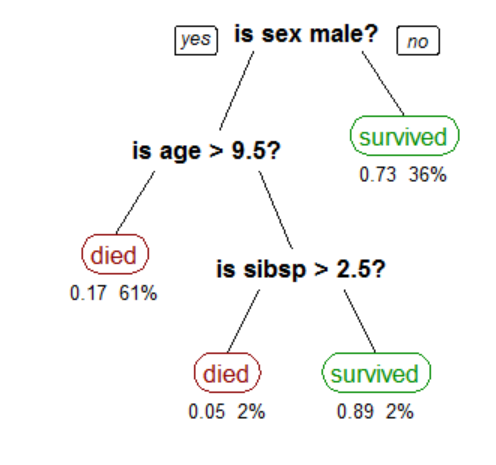 yes is sex male? no
survived
0.73 36%
is age > 9.5?
died
0.17 61%
is sibsp > 2.5?
died survived
0.05 2% 0.89 2%